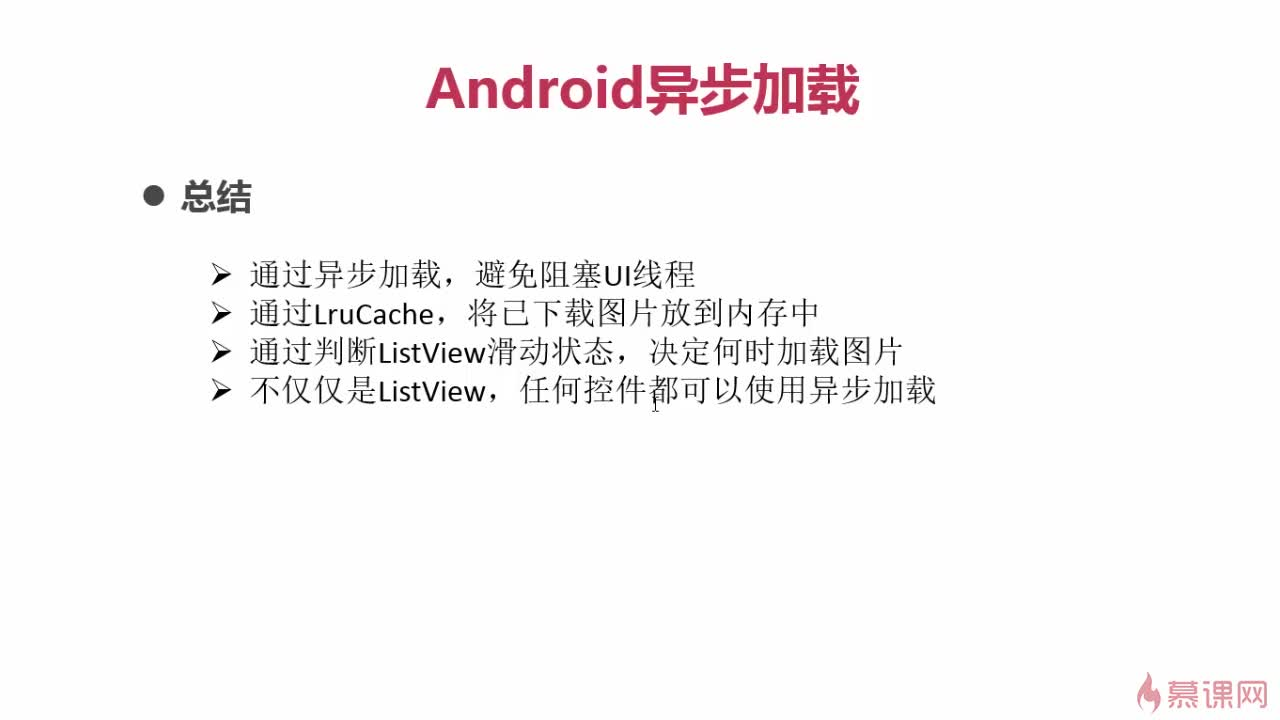 Android异步加载
● 总结
➢ 通过异步加载，避免阻塞UI线程
➢ 通过LruCache，将已下载图片放到内存中
➢ 通过判断ListView滑动状态，决定何时加载图片
➢ 不仅仅是ListView，任何控件都可以使用异步加载
慕课网